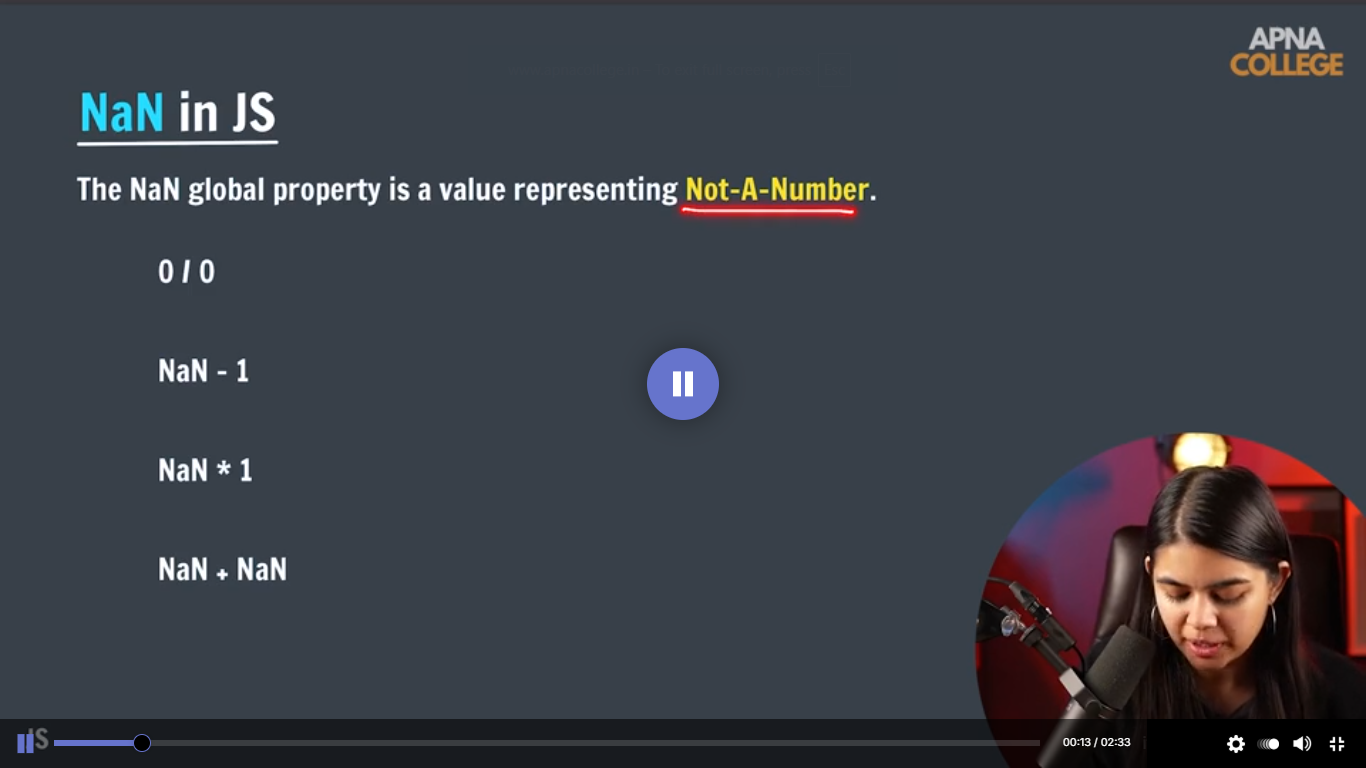 APNA
COLLEGE
NaN in JS
The NaN global property is a value representing Not-A-Number.
0 / 0
NaN - 1
NaN * 1
NaN + NaN
JS
00:13 / 02:33